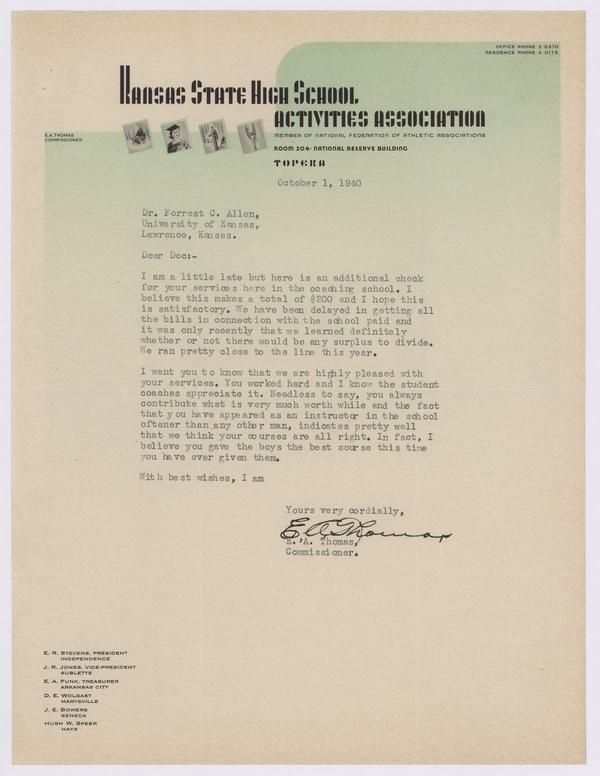 OFFICE PHONE 2-0370
RESIDENCE PHONE 2-0175
KANSAS STATE HIGH SCHOOL
ACTIVITIES ASSOCIATION
MEMBER OF NATIONAL FEDERATION OF ATHLETIC ASSOCIATIONS
E.A. THOMAS
COMMISSIONER
ROOM 204 - NATIONAL RESERVE BUILDING
TOPEKA
October 1, 1940
Dr. Forrest C. Allen,
University of Kansas,
Lawrence, Kansas.
Dear Doc:-
I am a little late but here is an additional check
for your services here in the coaching school. I
believe this makes a total of $200 and I hope this
is satisfactory. We have been delayed in getting all
the bills in connection with the school paid and
it was only recently that we learned definitely
whether or not there would be any surplus to divide.
We ran pretty close to the line this year.
I want you to know that we are highly pleased with
your services. You worked hard and I know the student
coaches appreciate it. Needless to say, you always
contribute what is very much worth while and the fact
that you have appeared as an instructor in the school
oftener than any other man, indicates pretty well
that we think your courses are all right. In fact, I
believe you gave the boys the best course this time
you have ever given them.
With best wishes, I am
Yours very cordially,
E A Thomas
E. A. Thomas,
Commissioner.
E. R. STEVENS, PRESIDENT
INDEPENDENCE
J. R. JONES, VICE-PRESIDENT
SUBLETTE
E. A. FUNK, TREASURER
ARKANSAS CITY
D. E. WOLGAST
MARYSVILLE
J. E. BOWERS
SENECA
HUGH W. SPEER
HAYS